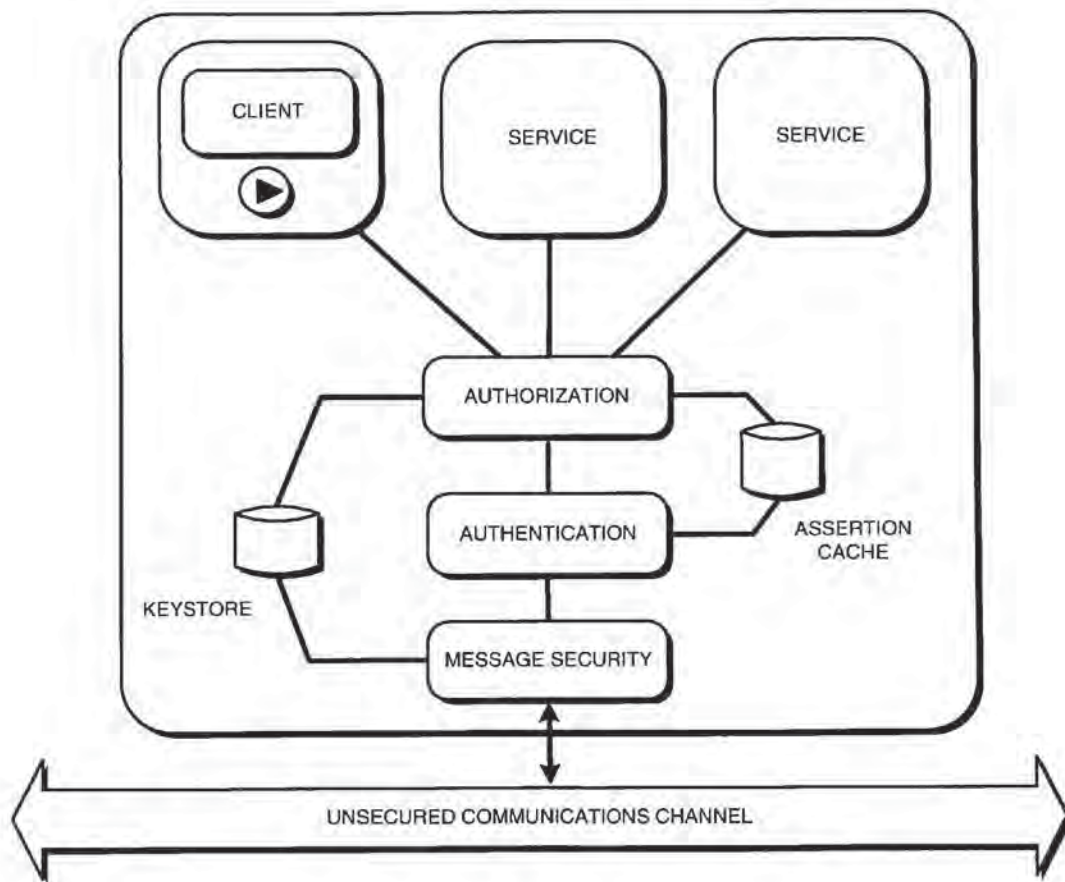 CLIENT
SERVICE
SERVICE
AUTHORIZATION
AUTHENTICATION
ASSERTION
CACHE
KEYSTORE
MESSAGE SECURITY
UNSECURED COMMUNICATIONS CHANNEL